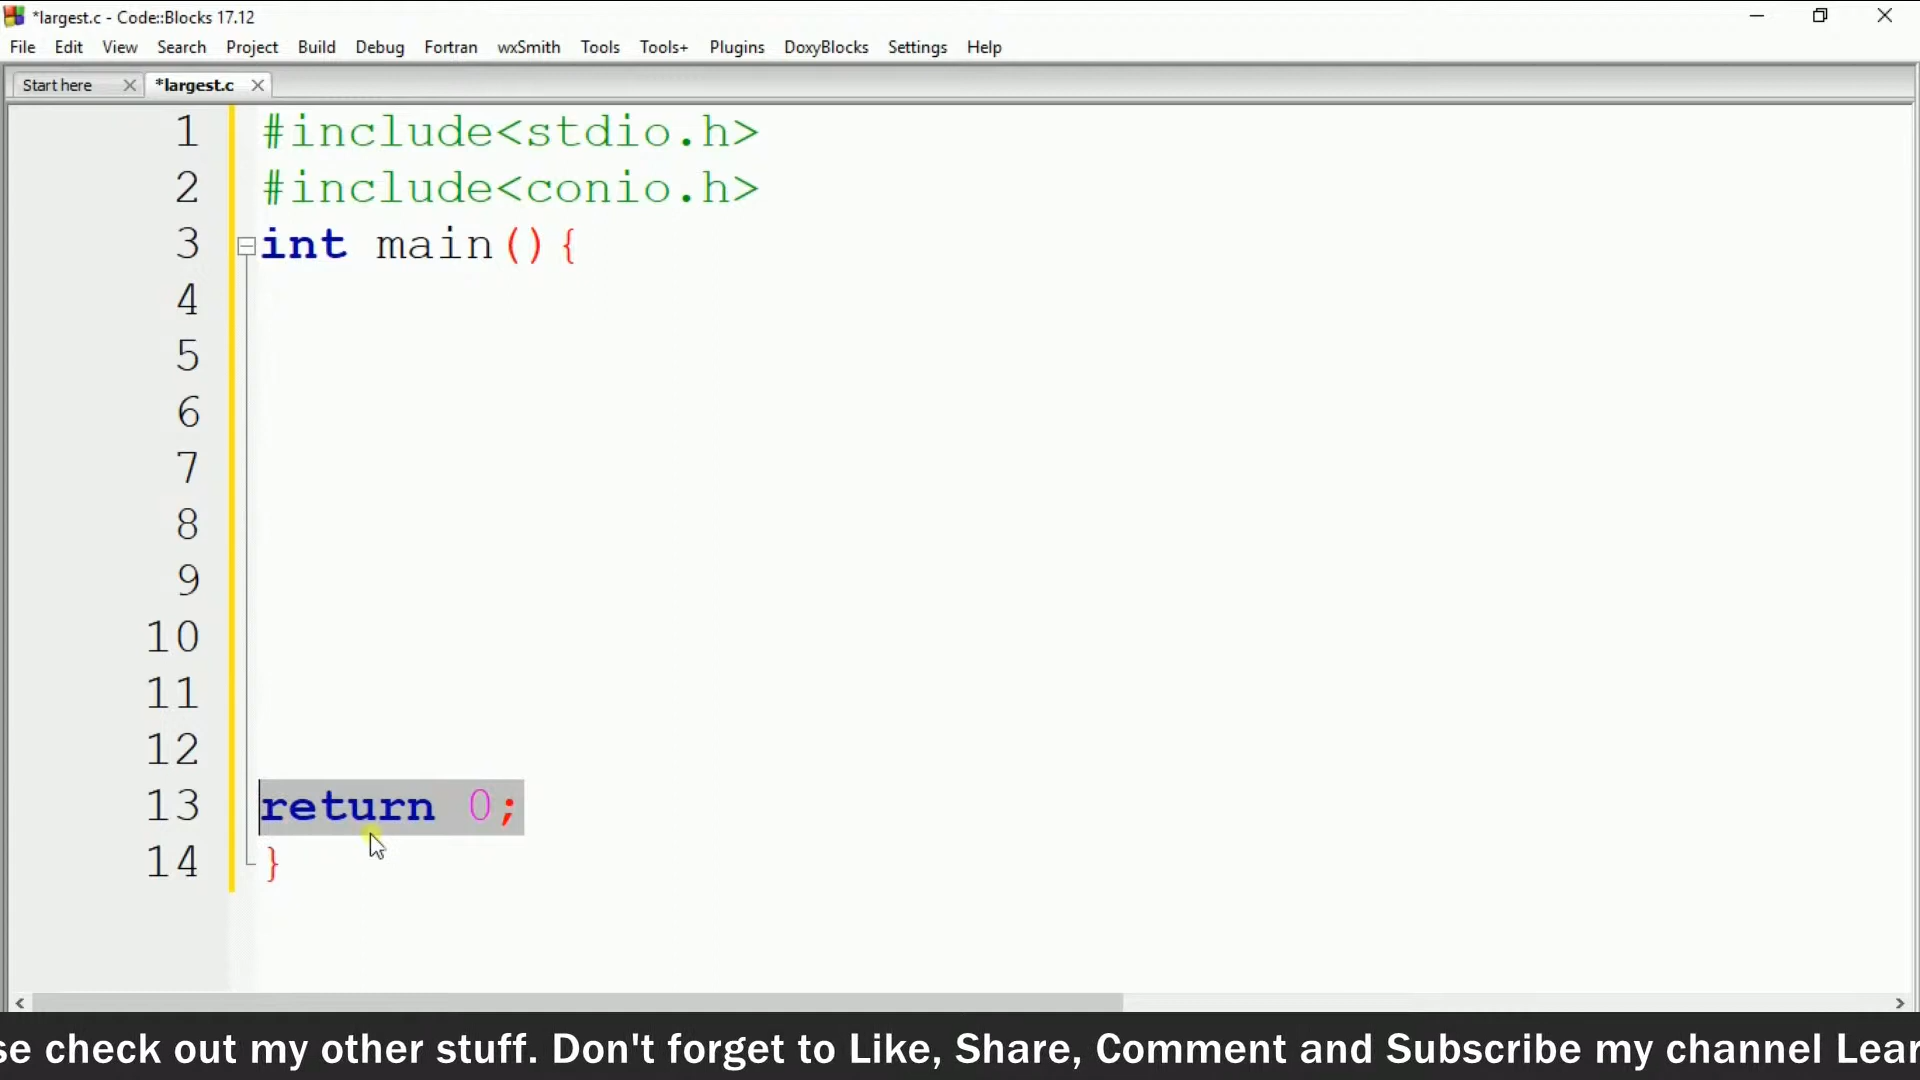 *largest.c - Code::Blocks 17.12
File Edit View Search Project Build Debug Fortran wxSmith Tools Tools+ Plugins DoxyBlocks Settings Help
Start here *largest.c
1 #include<stdio.h>
2 #include<conio.h>
3 int main(){
4
5
6
7
8
9
10
11
12
13 return 0;
14 }
check out my other stuff. Don't forget to Like, Share, Comment and Subscribe my channel